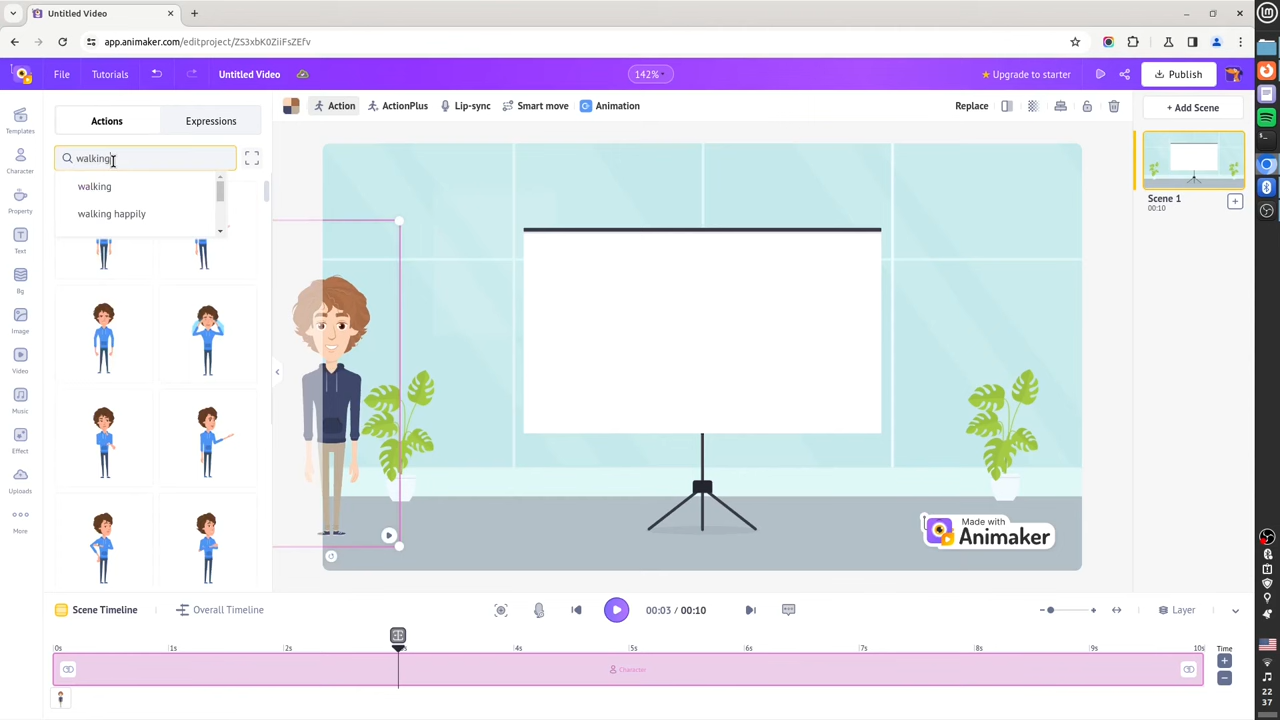 Untitled Video
app.animaker.com/editproject/ZS3xbK0ZiiFsZEfv
File
Tutorials
Untitled Video
142%
Upgrade to starter
Publish
Templates
Character
Property
Text
Bg
Image
Video
Music
Effect
Uploads
More
Actions
Expressions
walking
walking
walking happily
Action
ActionPlus
Lip-sync
Smart move
Animation
Replace
+ Add Scene
Scene 1
00:10
Made with
Animaker
Scene Timeline
Overall Timeline
00:03 / 00:10
Layer
0s
1s
2s
4s
5s
6s
7s
8s
9s
10s
Time
Character
22
37